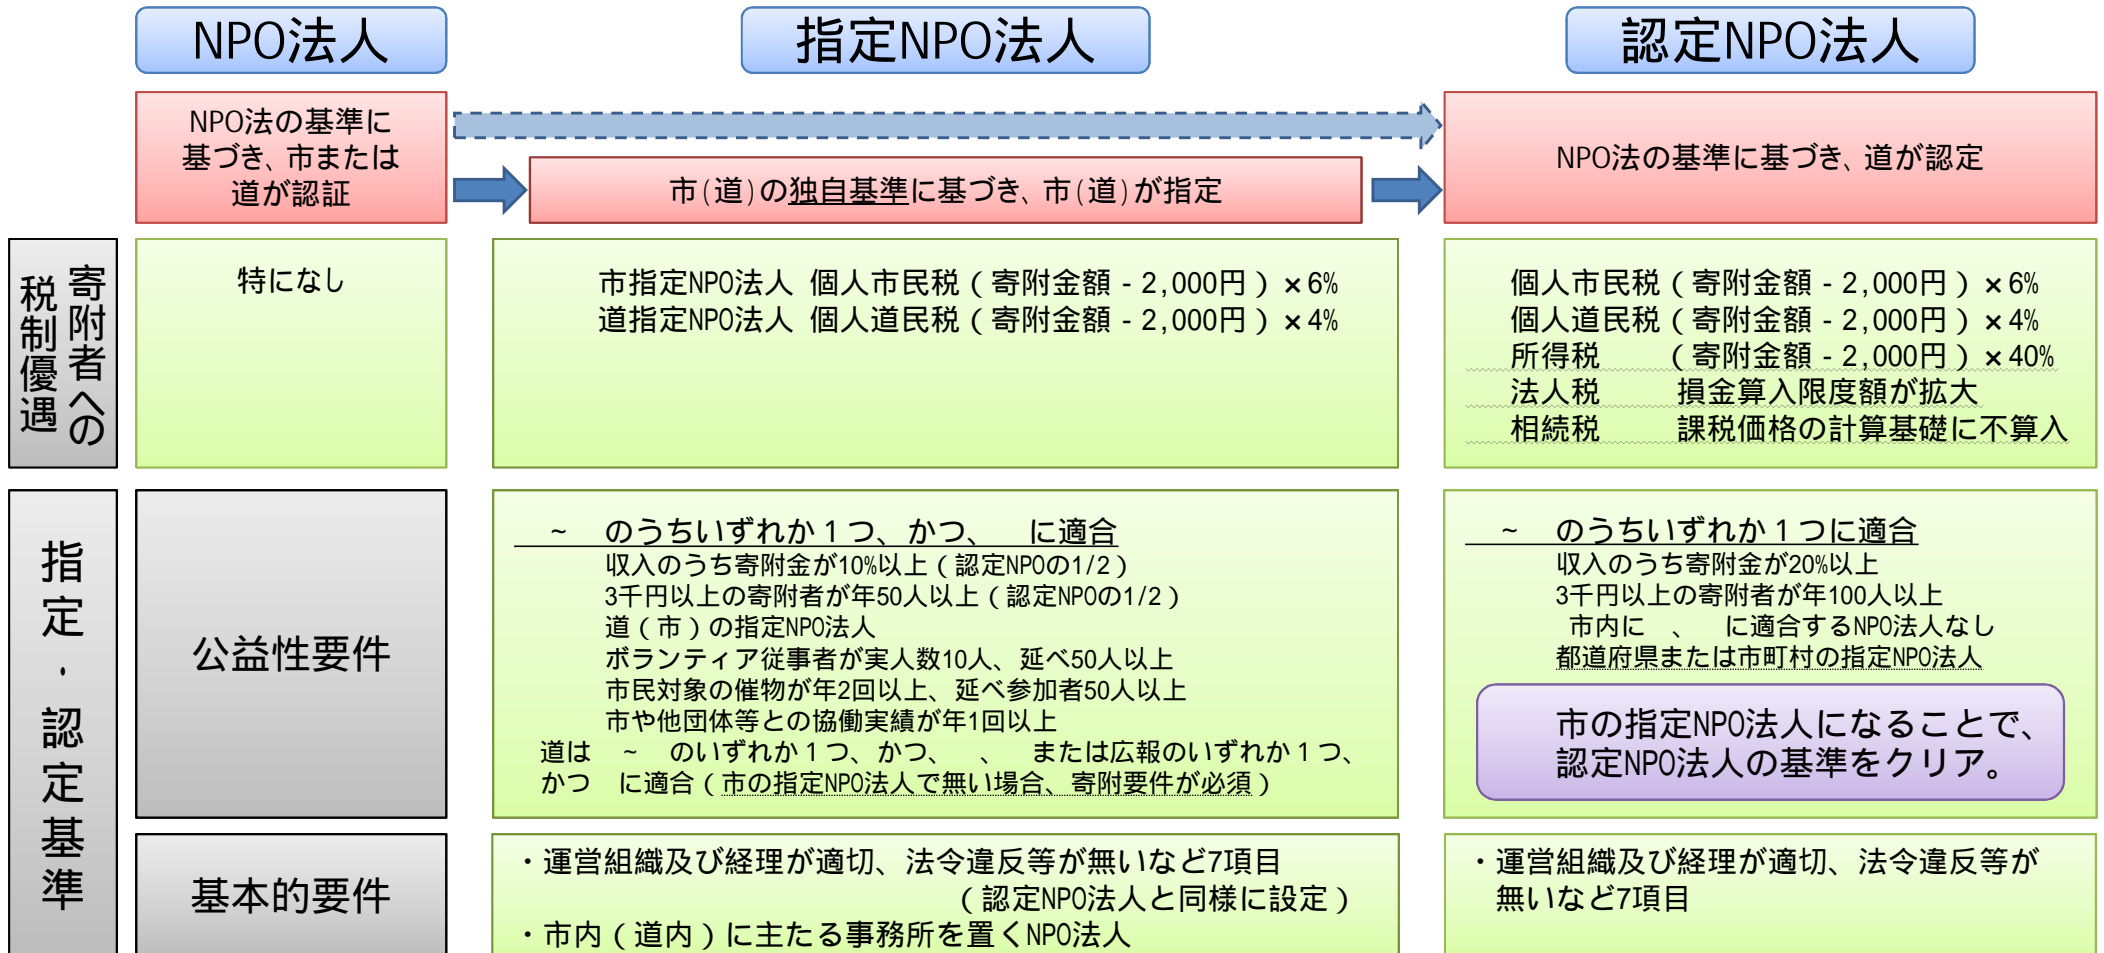 NPO法人
指定NPO法人
認定NPO法人
NPO法の基準に
基づき、市または
道が認証
市(道)の独自基準に基づき、市(道)が指定
NPO法の基準に基づき、道が認定
寄附者への
税制優遇
特になし
市指定NPO法人 個人市民税(寄附金額-2,000円)×6%
道指定NPO法人 個人道民税(寄附金額-2,000円)×4%
個人市民税(寄附金額-2,000円)×6%
個人道民税(寄附金額-2,000円)×4%
所得税 (寄附金額-2,000円)×40%
法人税 損金算入限度額が拡大
相続税 課税価格の計算基礎に不算入
指定・認定基準
公益性要件
~ のうちいずれか1つ、かつ、 に適合
収入のうち寄附金が10%以上(認定NPOの1/2)
3千円以上の寄附者が年50人以上(認定NPOの1/2)
道(市)の指定NPO法人
ボランティア従事者が実人数10人、延べ50人以上
市民対象の催物が年2回以上、延べ参加者50人以上
市や他団体等との協働実績が年1回以上
道は ~ のいずれか1つ、かつ、 、 または広報のいずれか1つ、
かつ に適合(市の指定NPO法人で無い場合、寄附要件が必須)
~ のうちいずれか1つに適合
収入のうち寄附金が20%以上
3千円以上の寄附者が年100人以上
市内に 、 に適合するNPO法人なし
都道府県または市町村の指定NPO法人
市の指定NPO法人になることで、
認定NPO法人の基準をクリア。
基本的要件
・運営組織及び経理が適切、法令違反等が無いなど7項目
(認定NPO法人と同様に設定)
・市内(道内)に主たる事務所を置くNPO法人
・運営組織及び経理が適切、法令違反等が
無いなど7項目